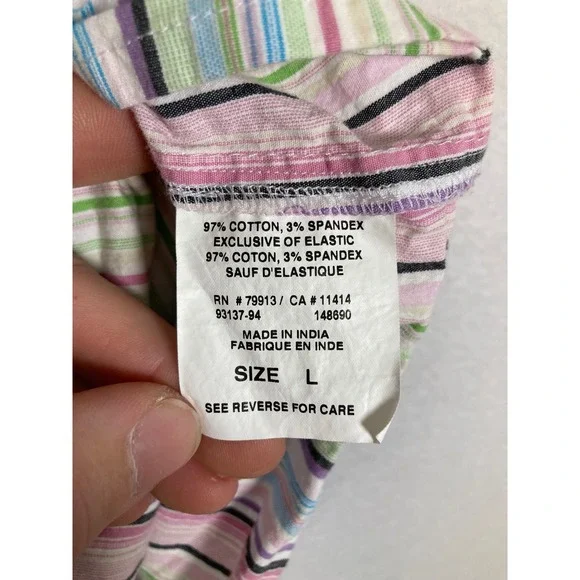 97% COTTON, 3% SPANDEX
EXCLUSIVE OF ELASTIC
97% COTON, 3% SPANDEX
SAUF D'ELASTIQUE
RN # 79913 / CA # 11414
93137-94 148690
MADE IN INDIA
FABRIQUE EN INDE
SIZE L
SEE REVERSE FOR CARE